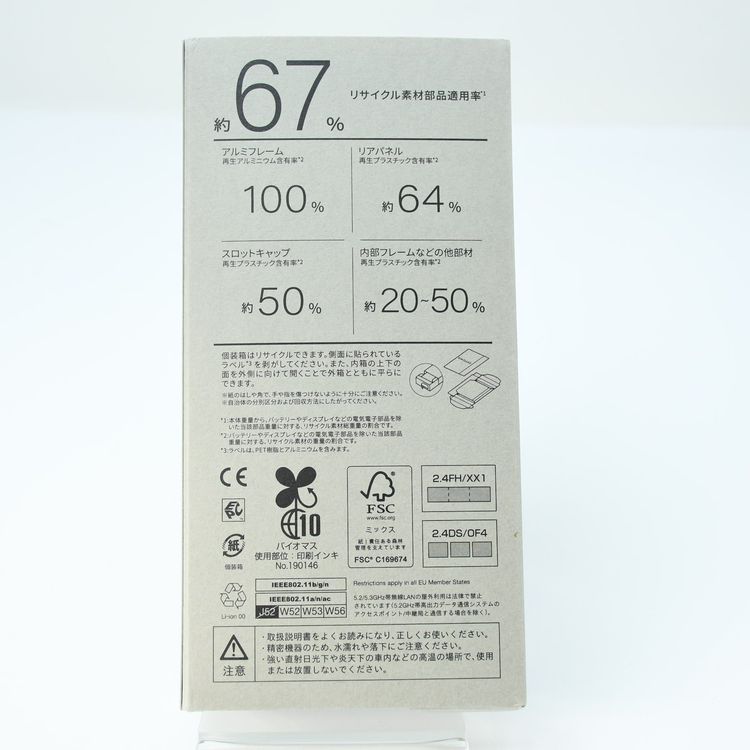 約67% リサイクル素材部品適用率*1
アルミフレーム
再生アルミニウム含有率*2
100%
リアパネル
再生プラスチック含有率*2
約64%
スロットキャップ
再生プラスチック含有率*2
約50%
内部フレームなどの他部材
再生プラスチック含有率*2
約20~50%
個装箱はリサイクルできます。側面に貼られている
ラベル*3を剥がしてください。また、内箱の上下の
面を外側に向けて開くことで外箱とともに平らに
できます。
※紙のはしや角で、手や指を傷つけないように十分にご注意ください。
※自治体の分別区分および回収方法にしたがってください。
*1:本体重量から、バッテリーやディスプレイなどの電気電子部品を除
いた当該部品重量に対する、リサイクル素材総重量の割合です。
*2:バッテリーやディスプレイなどの電気電子部品を除いた当該部品
重量に対する、リサイクル素材の重量の割合です。
*3:ラベルは、PET樹脂とアルミニウムを含みます。
CE
紙
個装箱
Li-ion 00
10
バイオマス
使用部位:印刷インキ
No.190146
FSC
www.fsc.org
ミックス
紙|責任ある森林
管理を支えています
FSC® C169674
2.4FH/XX1
2.4DS/OF4
IEEE802.11b/g/n
IEEE802.11a/n/ac
J52 W52 W53 W56
Restrictions apply in all EU Member States
5.2/5.3GHz帯無線LANの屋外利用は法律で禁止
されています(5.2GHz帯高出力データ通信システムの
アクセスポイント/中継局と通信する場合を除く)。
注意
・取扱説明書をよくお読みになり、正しくお使いください。
・精密機器のため、水濡れや落下にご注意ください。
・強い直射日光下や炎天下の車内などの高温の場所で、使用
または放置しないでください。